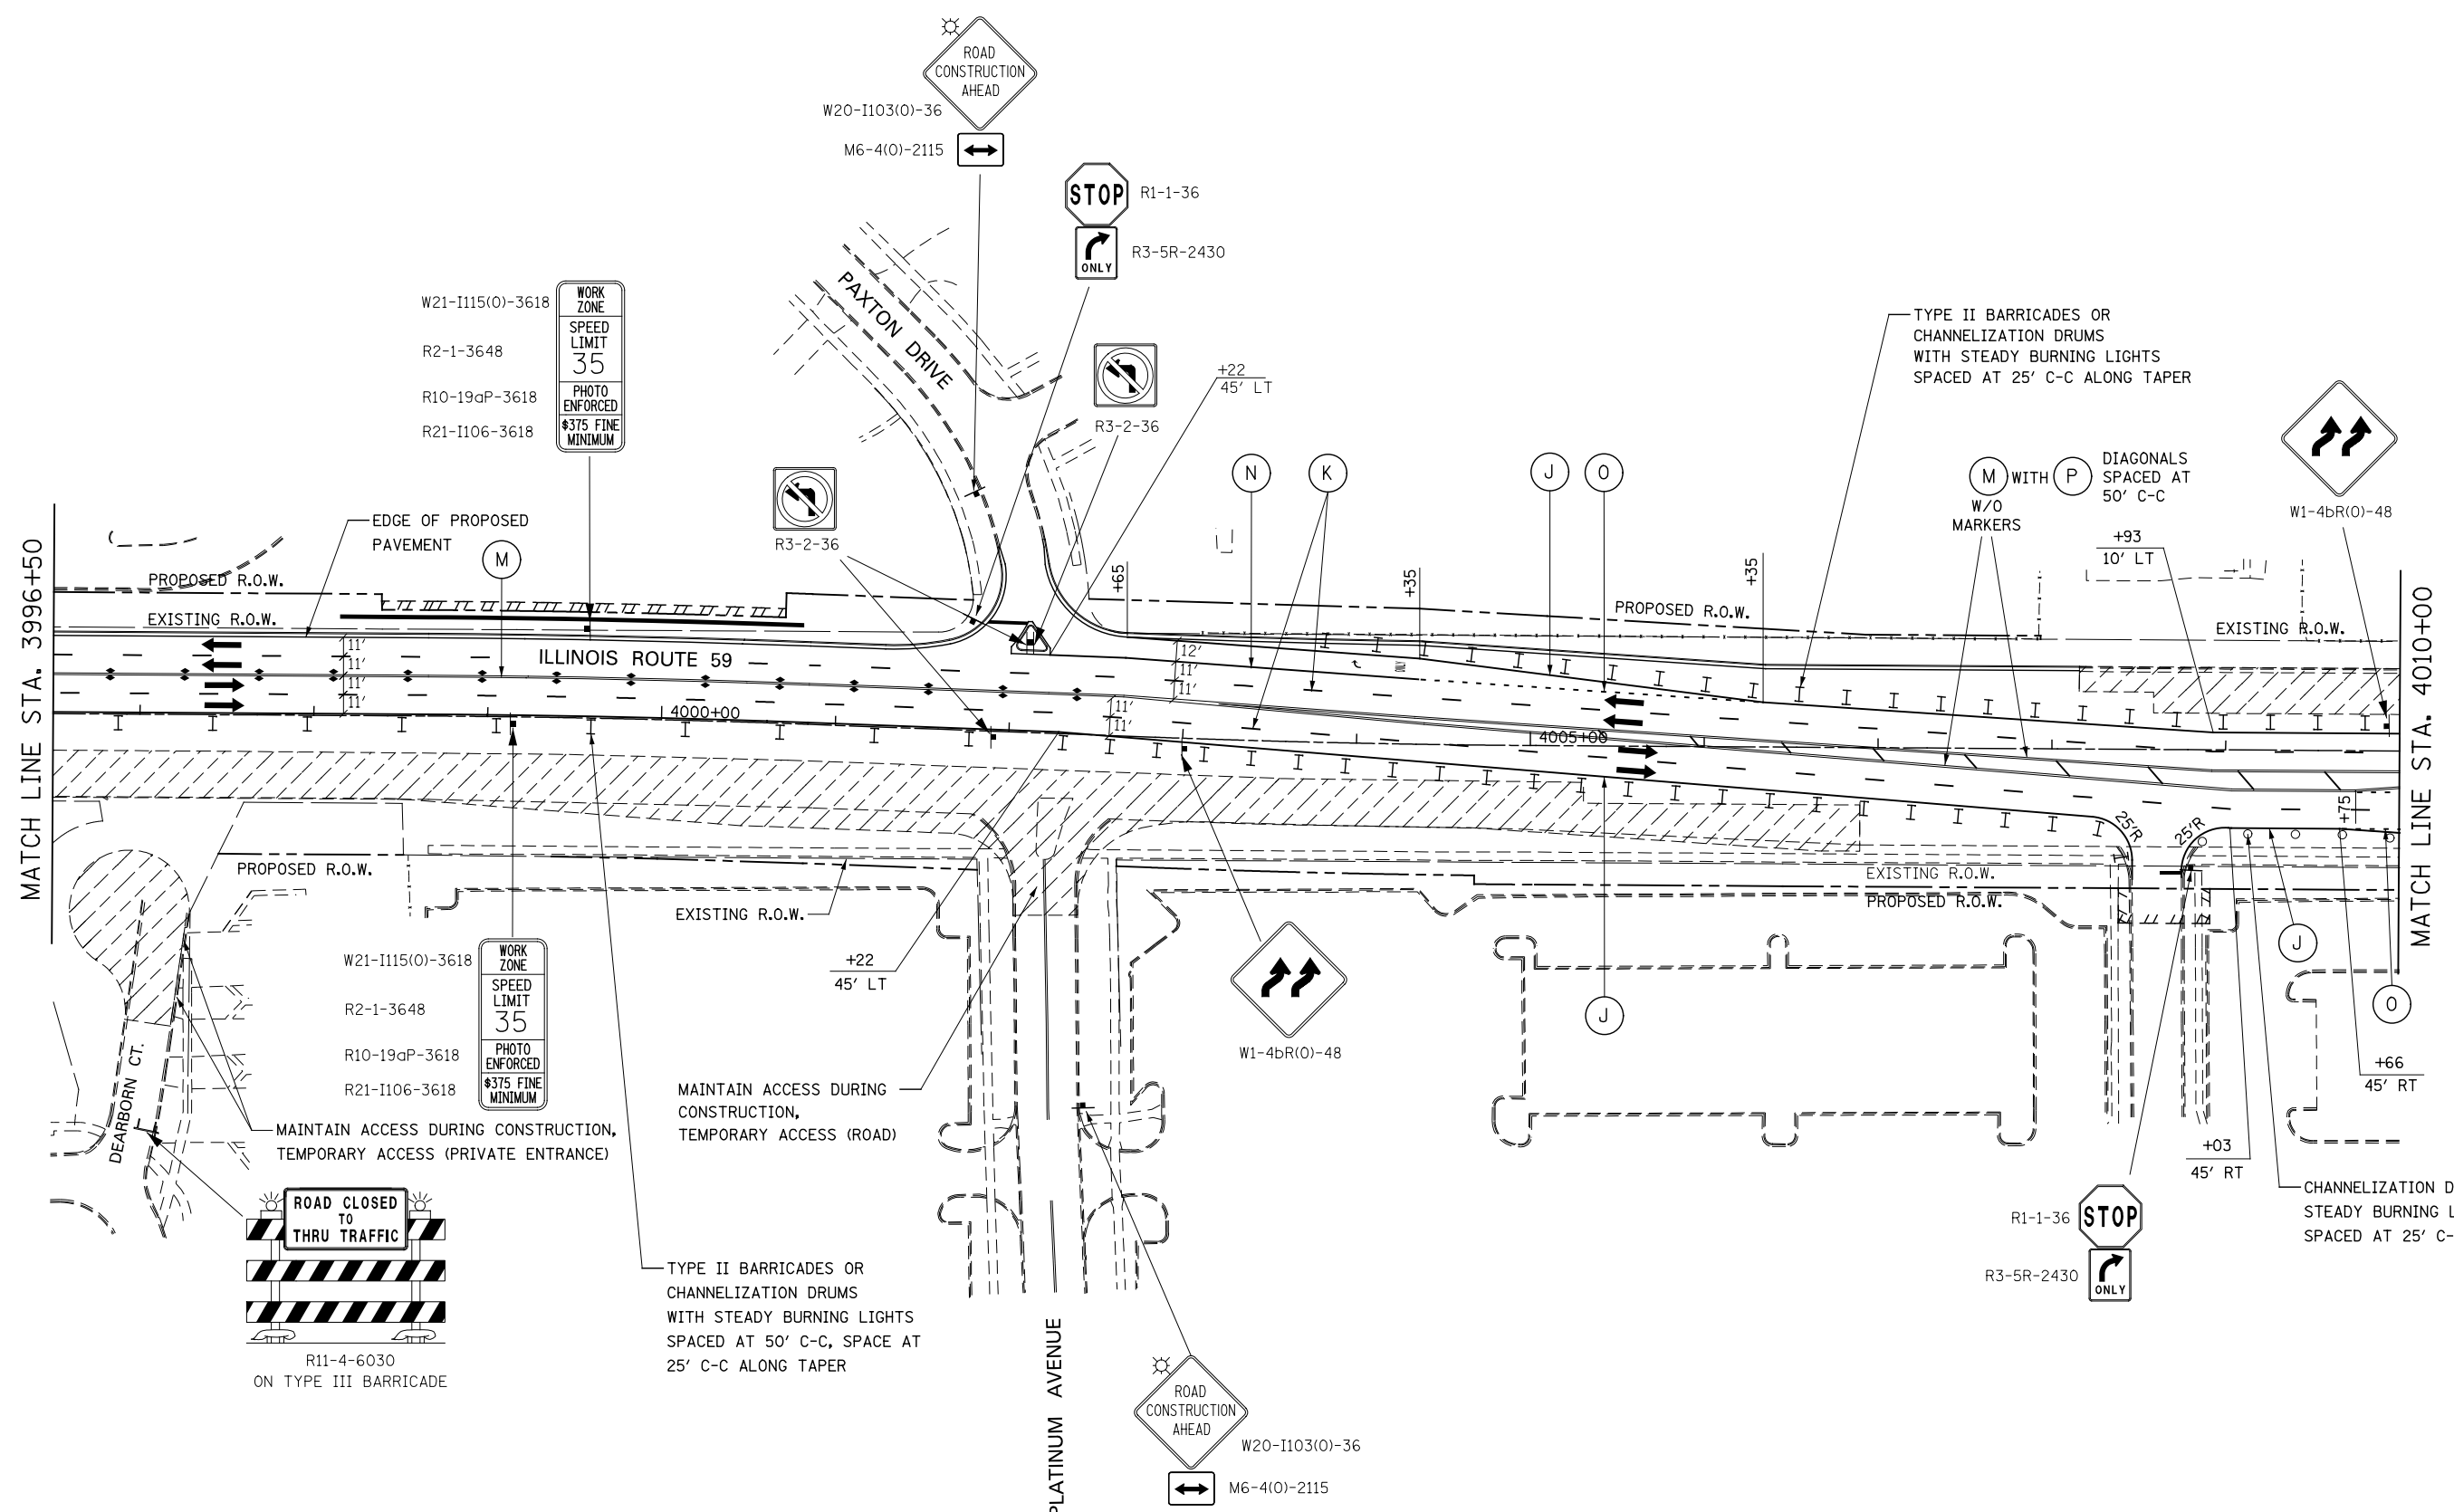 ROAD
CONSTRUCTION
AHEAD
W20-I103(O)-36
M6-4(O)-2115
STOP
R1-1-36
ONLY
R3-5R-2430
W21-I115(O)-3618
R2-1-3648
R10-19aP-3618
R21-I106-3618
WORK
ZONE
SPEED
LIMIT
35
PHOTO
ENFORCED
$375 FINE
MINIMUM
PAXTON DRIVE
R3-2-36
+22
45' LT
TYPE II BARRICADES OR
CHANNELIZATION DRUMS
WITH STEADY BURNING LIGHTS
SPACED AT 25' C-C ALONG TAPER
W1-4bR(O)-48
N
K
J
O
M WITH P
DIAGONALS
SPACED AT
50' C-C
W/O
MARKERS
+93
10' LT
R3-2-36
EDGE OF PROPOSED
PAVEMENT
M
MATCH LINE STA. 3996+50
PROPOSED R.O.W.
EXISTING R.O.W.
+65
+35
+35
PROPOSED R.O.W.
EXISTING R.O.W.
MATCH LINE STA. 4010+00
11'
11'
11'
11'
ILLINOIS ROUTE 59
12'
11'
11'
11'
11'
4000+00
4005+00
+75
25'R
25'R
PROPOSED R.O.W.
EXISTING R.O.W.
EXISTING R.O.W.
PROPOSED R.O.W.
+22
45' LT
W21-I115(O)-3618
R2-1-3648
R10-19aP-3618
R21-I106-3618
WORK
ZONE
SPEED
LIMIT
35
PHOTO
ENFORCED
$375 FINE
MINIMUM
W1-4bR(O)-48
J
J
O
+66
45' RT
+03
45' RT
DEARBORN CT.
MAINTAIN ACCESS DURING CONSTRUCTION,
TEMPORARY ACCESS (PRIVATE ENTRANCE)
MAINTAIN ACCESS DURING
CONSTRUCTION,
TEMPORARY ACCESS (ROAD)
ROAD CLOSED
TO
THRU TRAFFIC
R11-4-6030
ON TYPE III BARRICADE
TYPE II BARRICADES OR
CHANNELIZATION DRUMS
WITH STEADY BURNING LIGHTS
SPACED AT 50' C-C, SPACE AT
25' C-C ALONG TAPER
PLATINUM AVENUE
ROAD
CONSTRUCTION
AHEAD
W20-I103(O)-36
M6-4(O)-2115
R1-1-36
STOP
R3-5R-2430
ONLY
CHANNELIZATION D
STEADY BURNING L
SPACED AT 25' C-